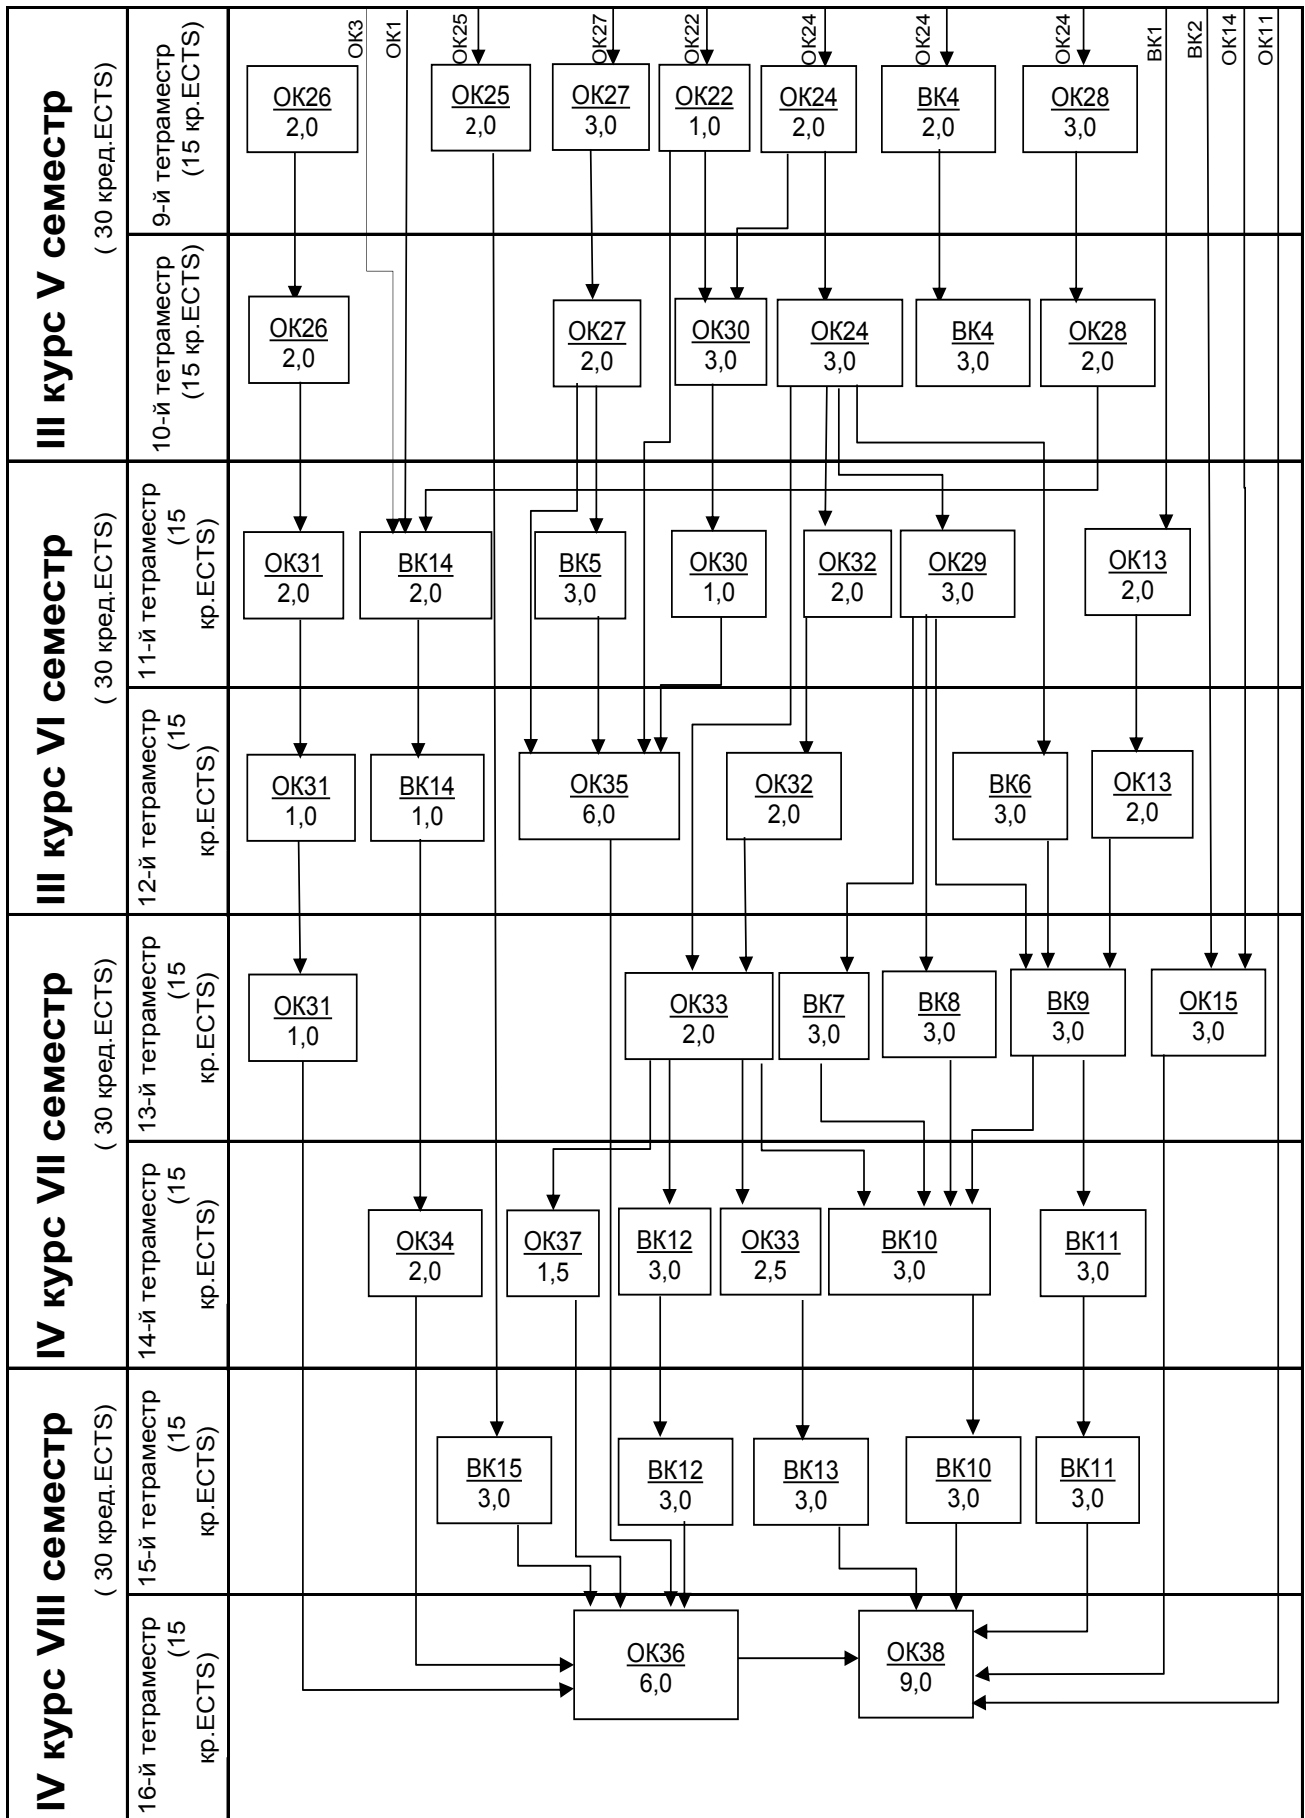 ОК3
ОК1
ОК25
ОК27
ОК22
ОК24
ОК24
ОК24
ВК1
ВК2
ОК14
ОК11
III курс V семестр
( 30 кред.ECTS)
9-й тетраместр
(15 кр.ECTS)
ОК26
2,0
ОК25
2,0
ОК27
3,0
ОК22
1,0
ОК24
2,0
ВК4
2,0
ОК28
3,0
10-й тетраместр
(15 кр.ECTS)
ОК26
2,0
ОК27
2,0
ОК30
3,0
ОК24
3,0
ВК4
3,0
ОК28
2,0
III курс VI семестр
( 30 кред.ECTS)
11-й тетраместр
(15
кр.ECTS)
ОК31
2,0
ВК14
2,0
ВК5
3,0
ОК30
1,0
ОК32
2,0
ОК29
3,0
ОК13
2,0
12-й тетраместр
(15
кр.ECTS)
ОК31
1,0
ВК14
1,0
ОК35
6,0
ОК32
2,0
ВК6
3,0
ОК13
2,0
IV курс VII семестр
( 30 кред.ECTS)
13-й тетраместр
(15
кр.ECTS)
ОК31
1,0
ОК33
2,0
ВК7
3,0
ВК8
3,0
ВК9
3,0
ОК15
3,0
14-й тетраместр
(15
кр.ECTS)
ОК34
2,0
ОК37
1,5
ВК12
3,0
ОК33
2,5
ВК10
3,0
ВК11
3,0
IV курс VIII семестр
( 30 кред.ECTS)
15-й тетраместр
(15
кр.ECTS)
ВК15
3,0
ВК12
3,0
ВК13
3,0
ВК10
3,0
ВК11
3,0
16-й тетраместр
(15
кр.ECTS)
ОК36
6,0
ОК38
9,0